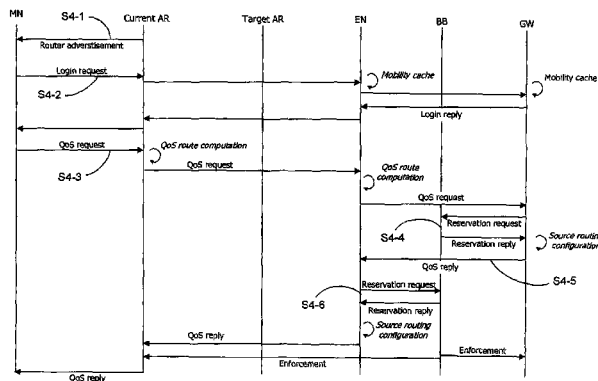 MN
S4-1
Current AR
Target AR
EN
BB
GW
Router adverstisement
Login request
S4-2
Mobility cache
Mobility cache
Login reply
QoS request
QoS route computation
S4-3
QoS request
QoS route
computation
QoS request
Reservation request
S4-4
Reservation reply
Source routing
configuration
QoS reply
S4-5
Reservation request
S4-6
Reservation reply
QoS reply
Source routing
configuration
Enforcement
Enforcement
QoS reply